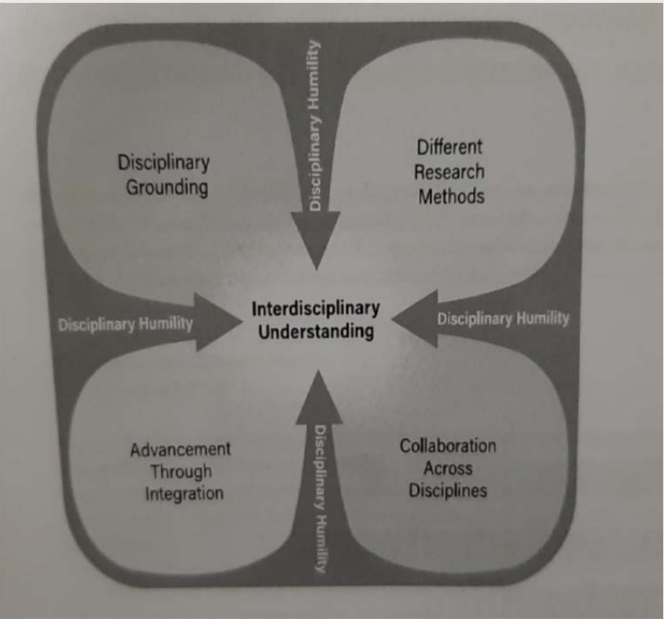 Disciplinary Humility
Disciplinary
Grounding
Different
Research
Methods
Disciplinary Humility
Interdisciplinary
Understanding
Disciplinary Humility
Advancement
Through
Integration
Disciplinary Humility
Collaboration
Across
Disciplines